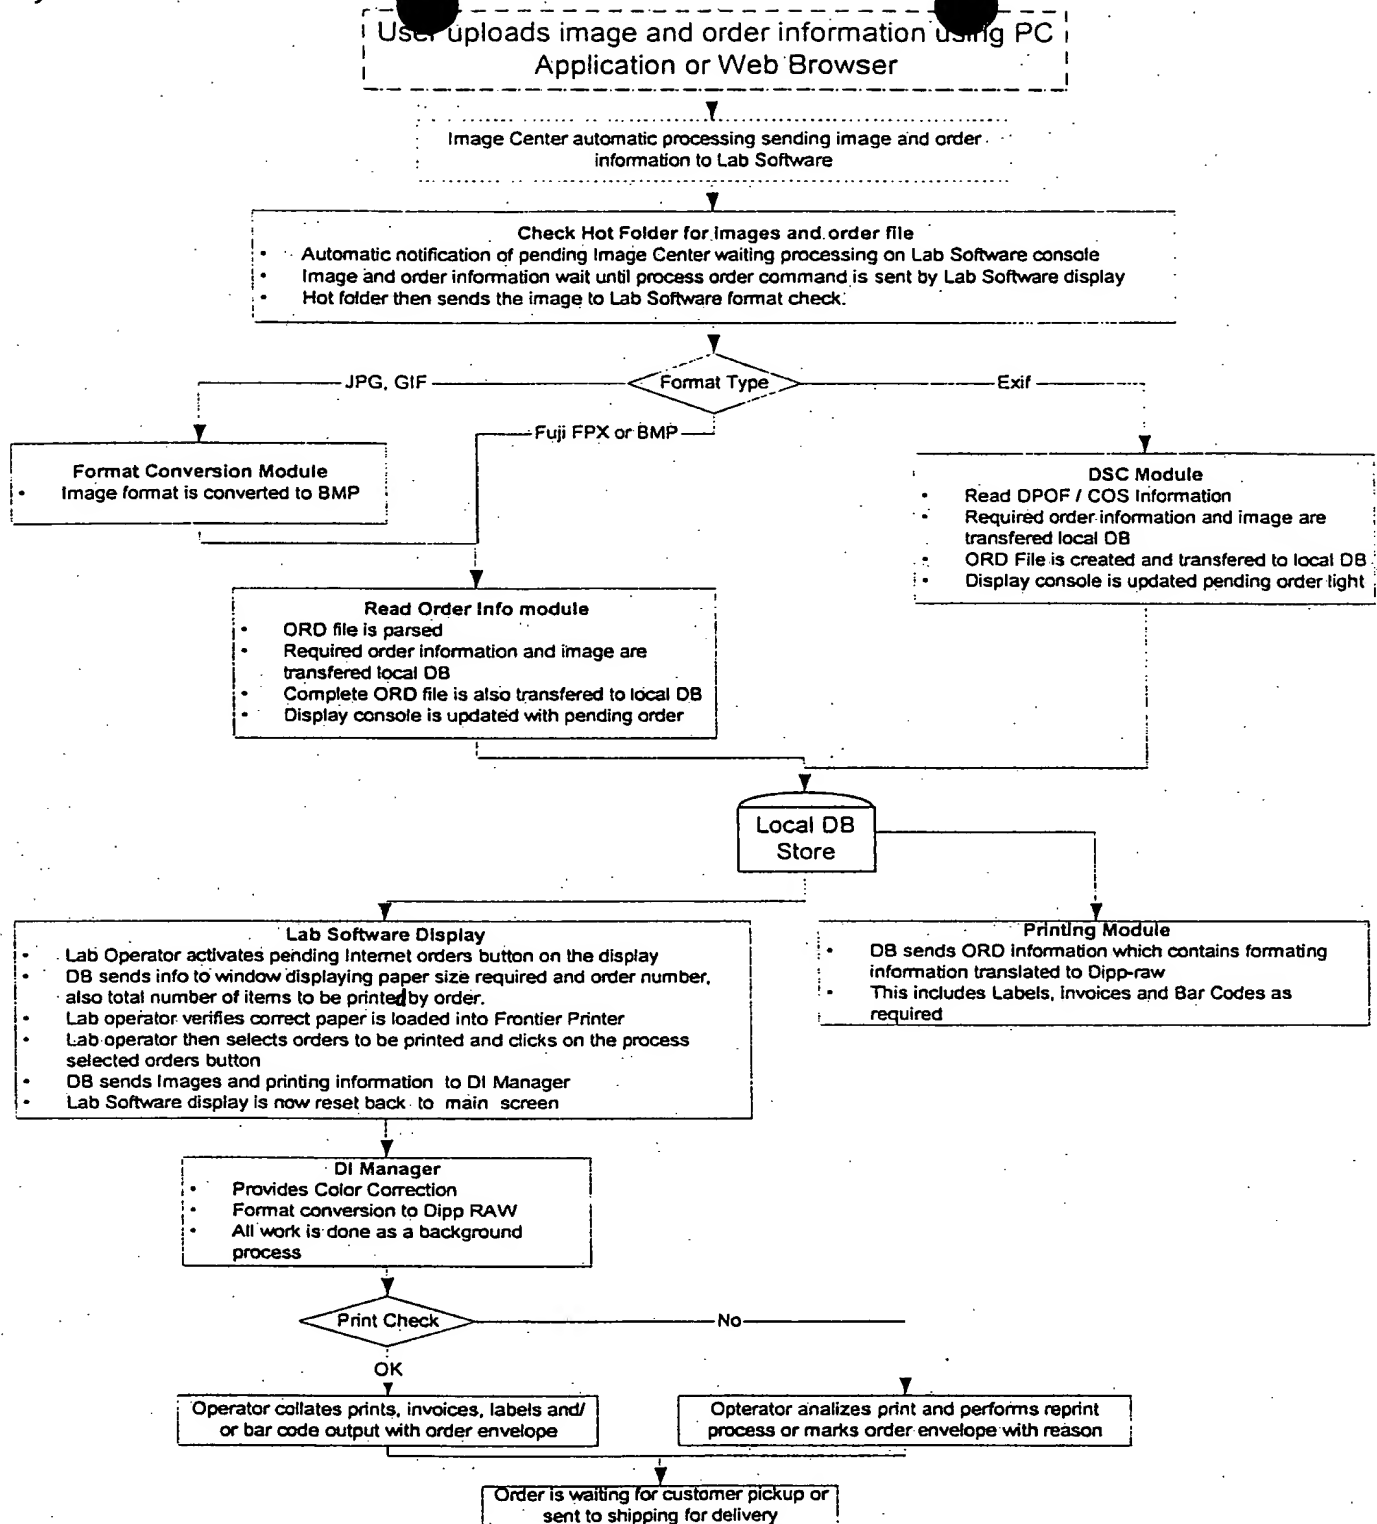 User uploads image and order information using PC
Application or Web Browser
Image Center automatic processing sending image and order
information to Lab Software
Check Hot Folder for Images and order file
• Automatic notification of pending Image Center waiting processing on Lab Software console
• Image and order information wait until process order command is sent by Lab Software display
• Hot folder then sends the image to Lab Software format check.
Format Type
JPG, GIF
Exif
Fuji FPX or BMP
Format Conversion Module
• Image format is converted to BMP
DSC Module
• Read DPOF / COS Information
• Required order information and image are
transfered local DB
• ORD File is created and transfered to local DB
• Display console is updated pending order light
Read Order Info module
• ORD file is parsed
• Required order information and image are
transfered local DB
• Complete ORD file is also transfered to local DB
• Display console is updated with pending order
Local DB
Store
Lab Software Display
• Lab Operator activates pending Internet orders button on the display
• DB sends info to window displaying paper size required and order number,
also total number of items to be printed by order.
• Lab operator verifies correct paper is loaded into Frontier Printer
• Lab operator then selects orders to be printed and clicks on the process
selected orders button
• DB sends Images and printing information to DI Manager
• Lab Software display is now reset back to main screen
Printing Module
• DB sends ORD Information which contains formating
information translated to Dipp-raw
• This includes Labels, Invoices and Bar Codes as
required
DI Manager
• Provides Color Correction
• Format conversion to Dipp RAW
• All work is done as a background
process
Print Check
No
OK
Operator collates prints, invoices, labels and/
or bar code output with order envelope
Opterator analizes print and performs reprint
process or marks order envelope with reason
Order is waiting for customer pickup or
sent to shipping for delivery